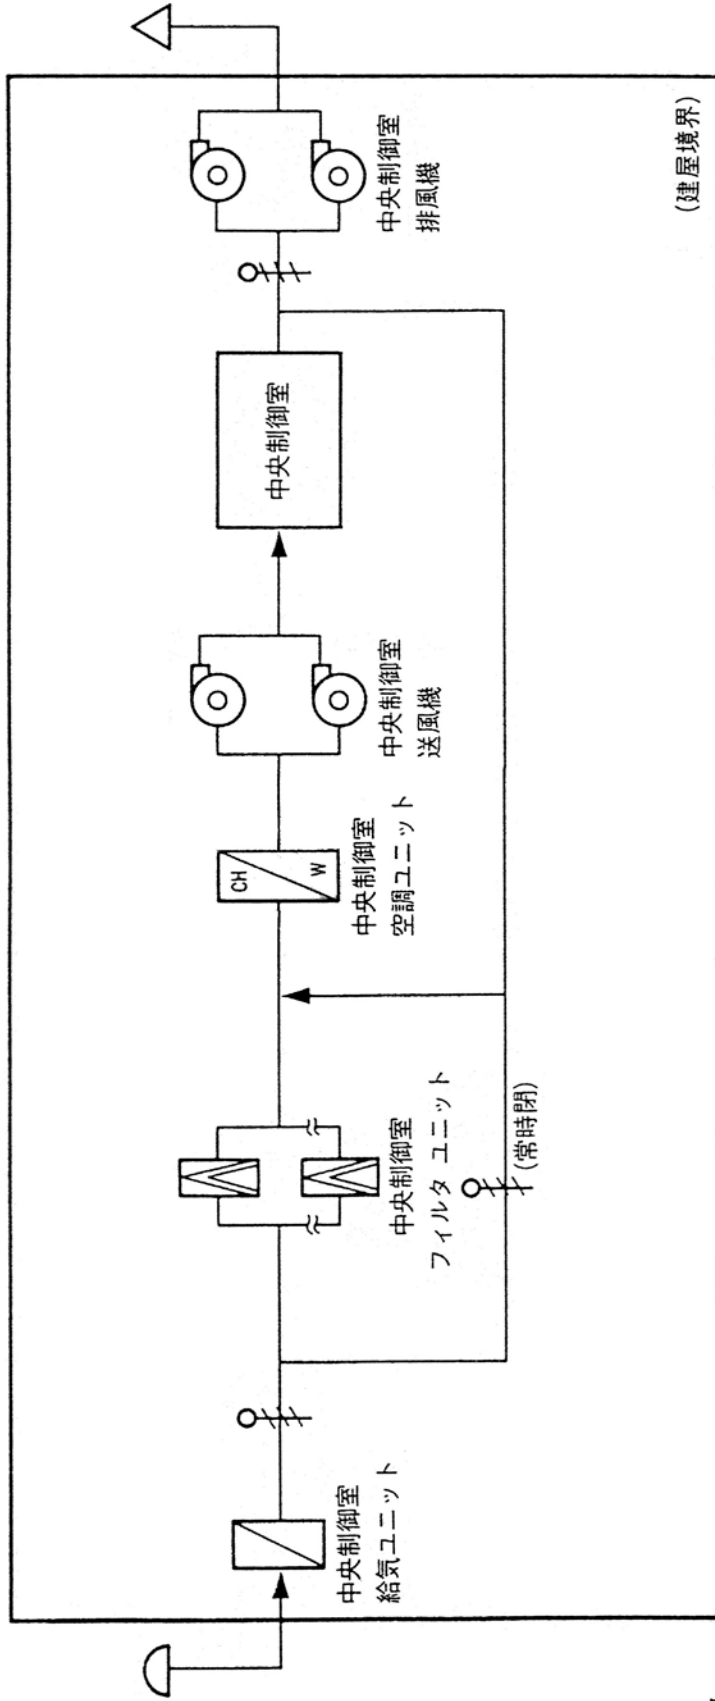 中央制御室
給気ユニット
中央制御室
フィルタ ユニット
(常時閉)
CH
W
中央制御室
空調ユニット
中央制御室
送風機
中央制御室
中央制御室
排風機
(建屋境界)